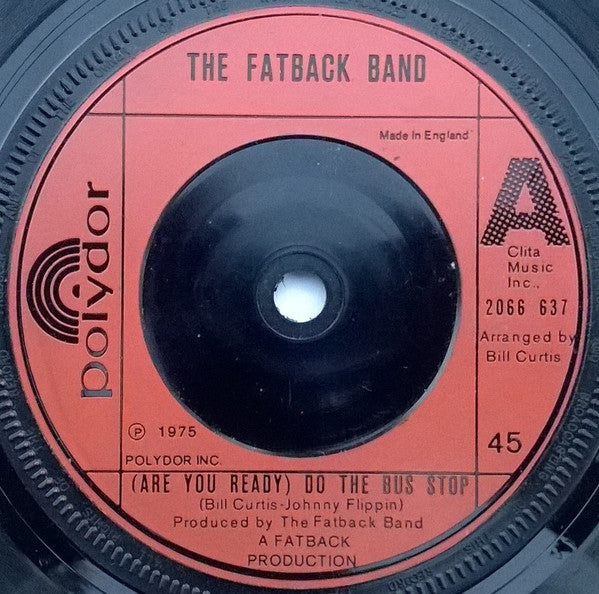 THE FATBACK BAND
Made In England
A
polydor
Clita
Music
Inc.,
2066 637
Arranged by
Bill Curtis
℗ 1975
POLYDOR INC.
45
(ARE YOU READY) DO THE BUS STOP
(Bill Curtis-Johnny Flippin)
Produced by The Fatback Band
A FATBACK
PRODUCTION